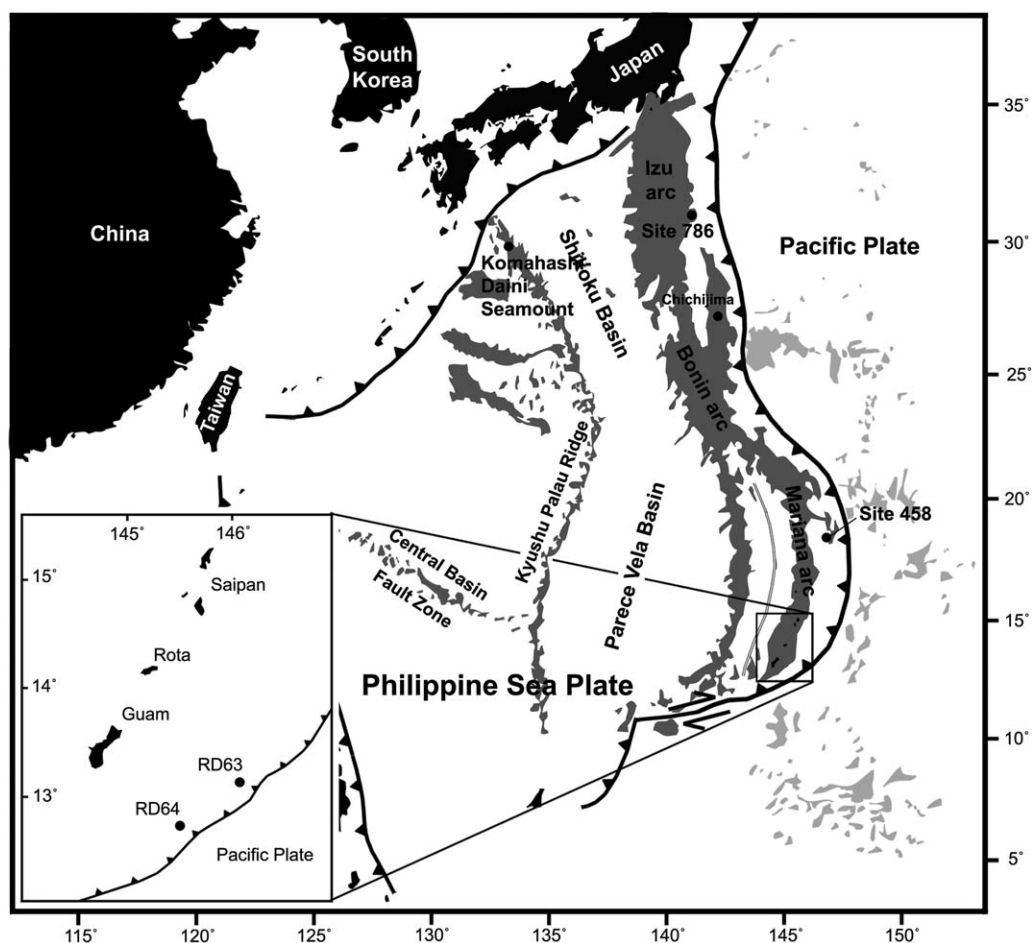 South
Korea
Japan
35°
Izu
arc
China
Site 786
Pacific Plate
30°
Shikoku Basin
Komahashi
Daini
Seamount
Chichijima
Taiwan
Bonin arc
25°
Kyushu Palau Ridge
Mariana arc
20°
Site 458
Parece Vela Basin
Central Basin
Fault Zone
15°
Philippine Sea Plate
10°
5°
145°
146°
15°
Saipan
Rota
14°
Guam
RD63
13°
RD64
Pacific Plate
115°
120°
125°
130°
135°
140°
145°
150°